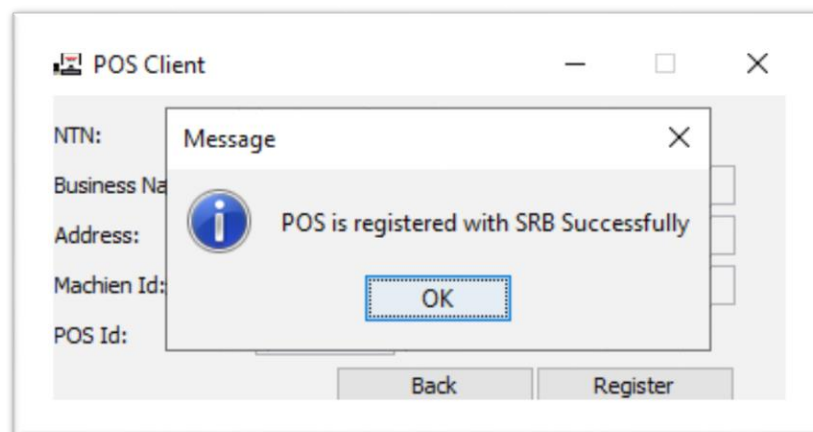 POS Client
NTN:
Message
Business Na
POS is registered with SRB Successfully
Address:
Machien Id:
OK
POS Id:
Back Register